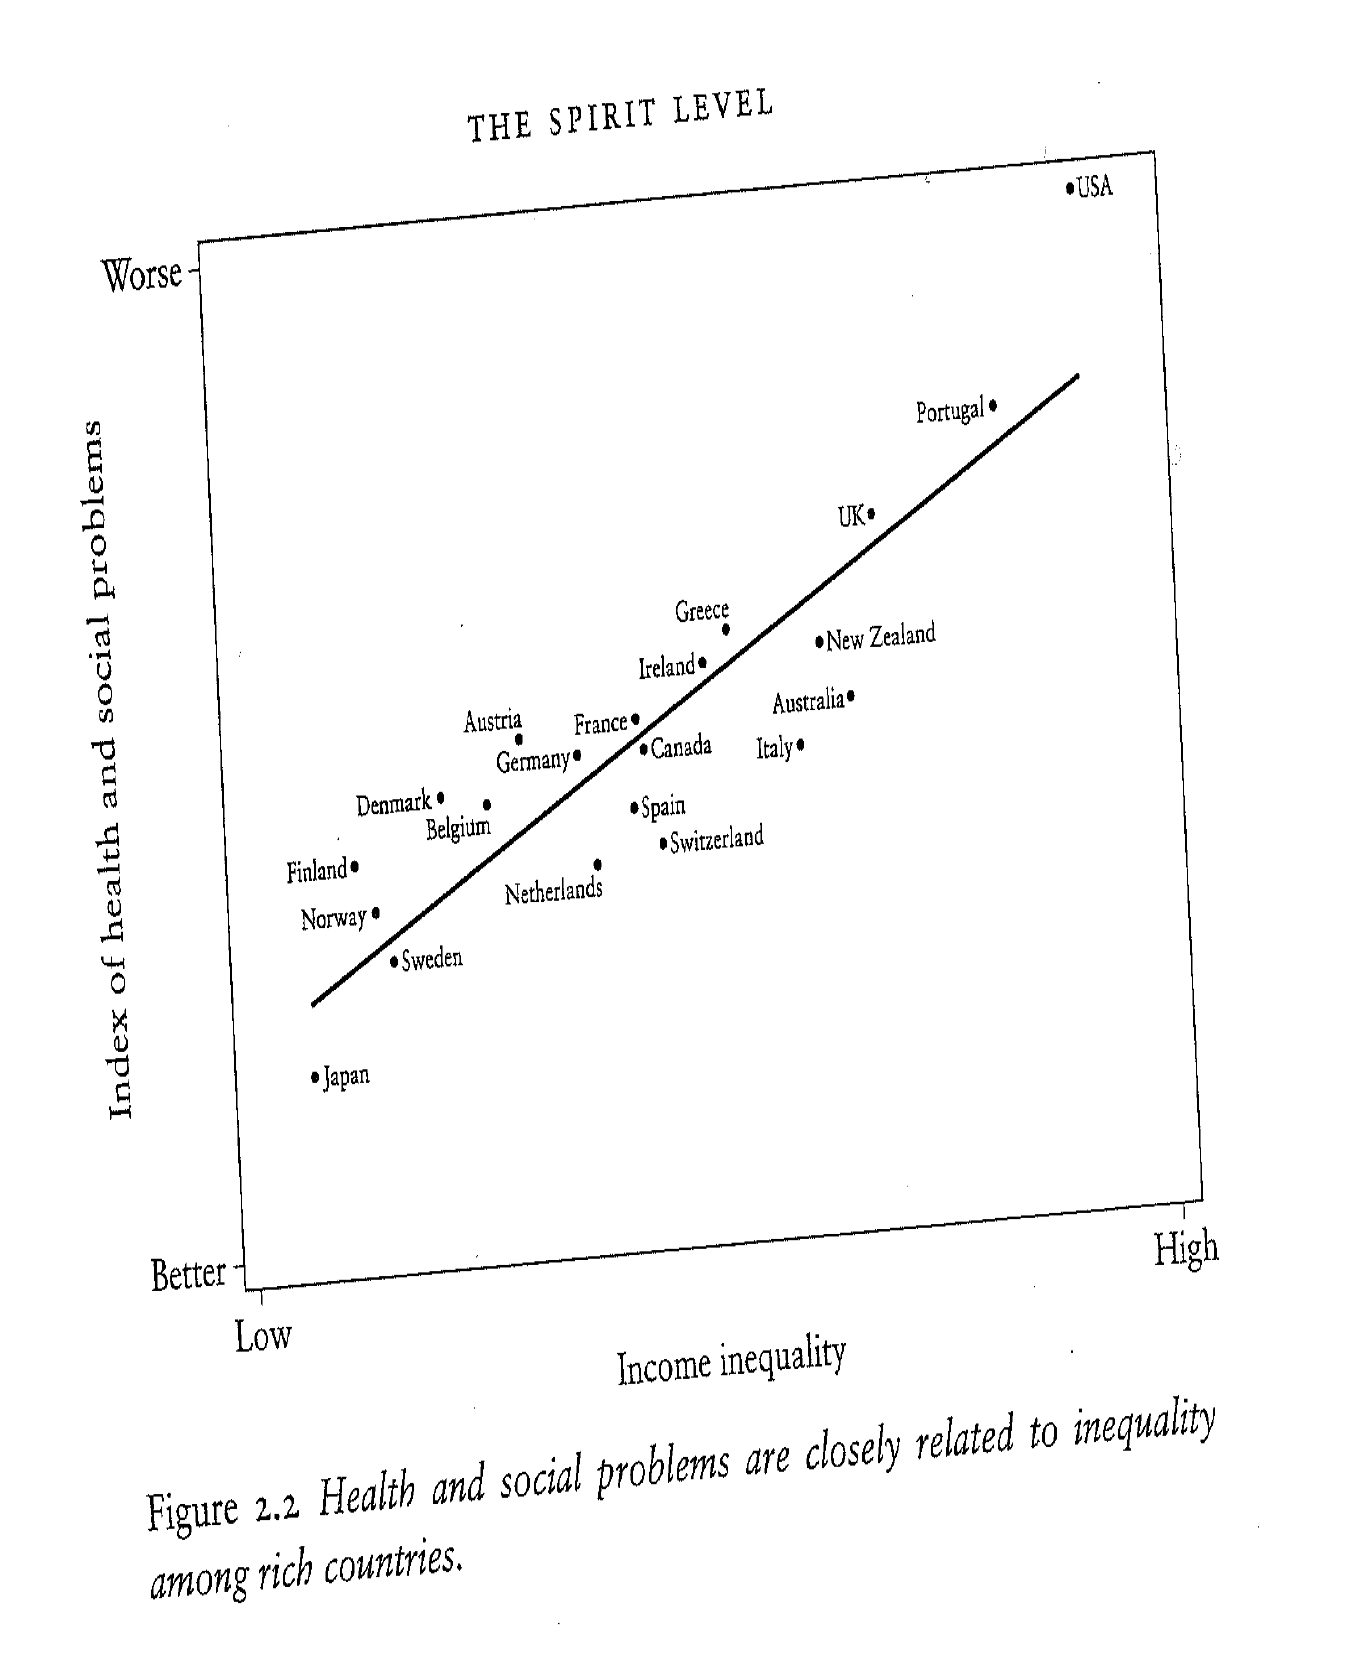 THE SPIRIT LEVEL
Worse
USA
Portugal
UK
Greece
New Zealand
Ireland
Australia
Austria
France
Canada
Italy
Germany
Denmark
Spain
Belgium
Switzerland
Finland
Netherlands
Norway
Sweden
Japan
Index of health and social problems
Better
Low
High
Income inequality
Figure 2.2 Health and social problems are closely related to inequality
among rich countries.